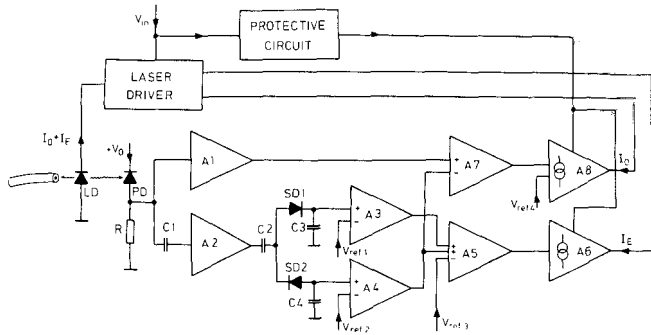 V_in
PROTECTIVE
CIRCUIT
LASER
DRIVER
I_0+I_E
+V_0
LD
PD
R
C1
A1
A2
C2
SD1
C3
SD2
C4
A3
V_ref.1
A4
V_ref.2
A7
A5
V_ref.3
A8
I_0
V_ref.4
A6
I_E